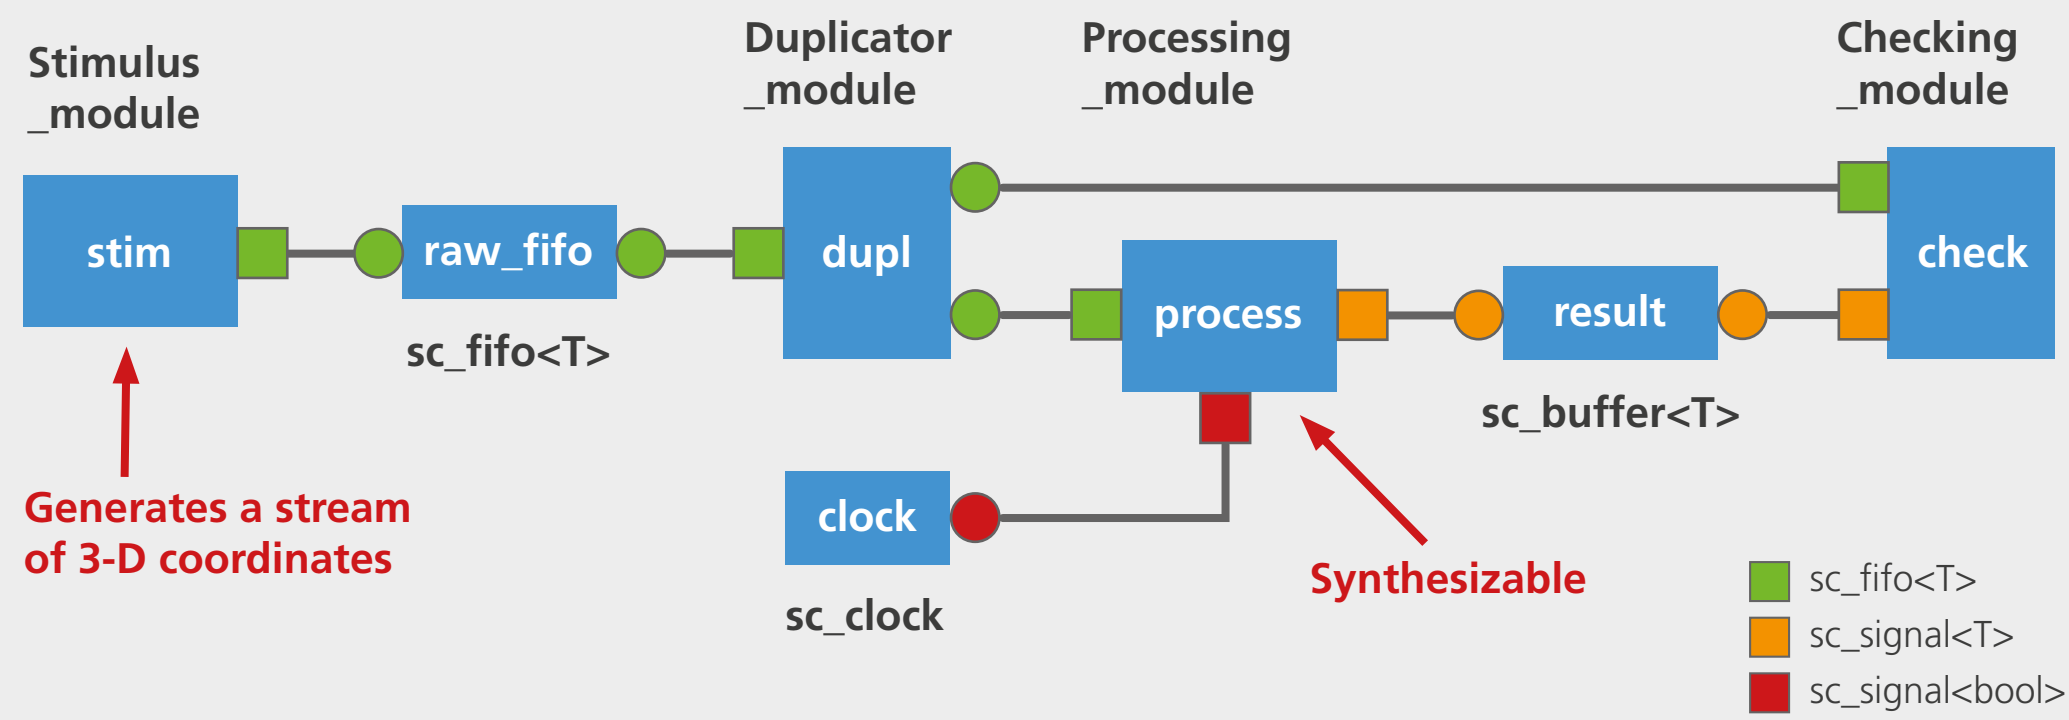 Stimulus
_module
Duplicator
_module
Processing
_module
Checking
_module
stim
raw_fifo
dupl
process
result
check
sc_fifo<T>
sc_buffer<T>
clock
sc_clock
Generates a stream
of 3-D coordinates
Synthesizable
sc_fifo<T>
sc_signal<T>
sc_signal<bool>